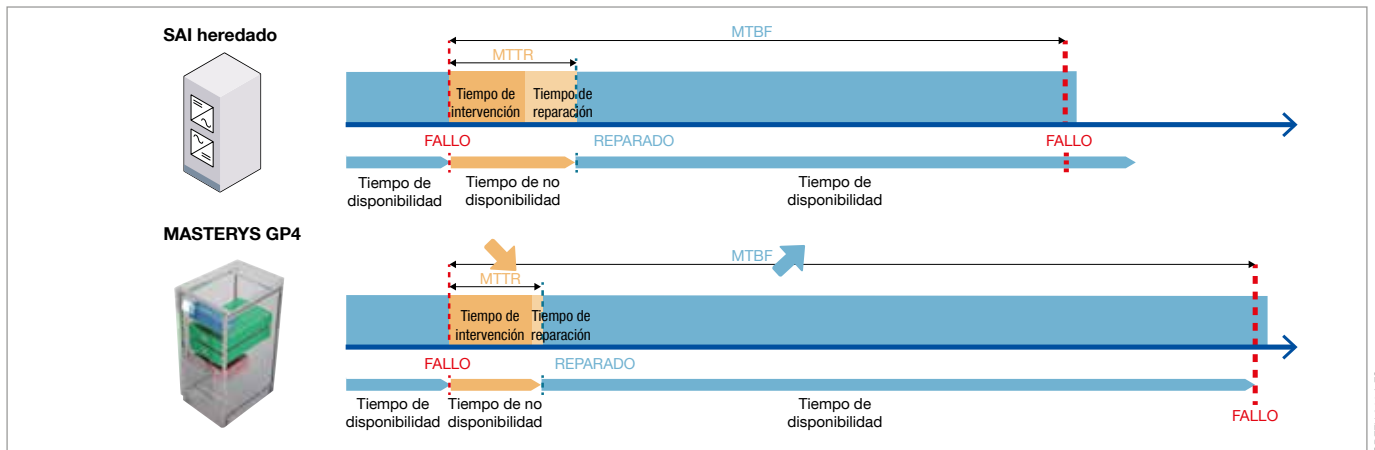 SAI heredado
MTBF
MTTR
Tiempo de
intervención
Tiempo de
reparación
FALLO
REPARADO
FALLO
Tiempo de
disponibilidad
Tiempo de no
disponibilidad
Tiempo de
disponibilidad
MASTERYS GP4
MTBF
MTTR
Tiempo de
intervención
Tiempo de
reparación
FALLO
REPARADO
Tiempo de
disponibilidad
Tiempo de no
disponibilidad
Tiempo de
disponibilidad
FALLO